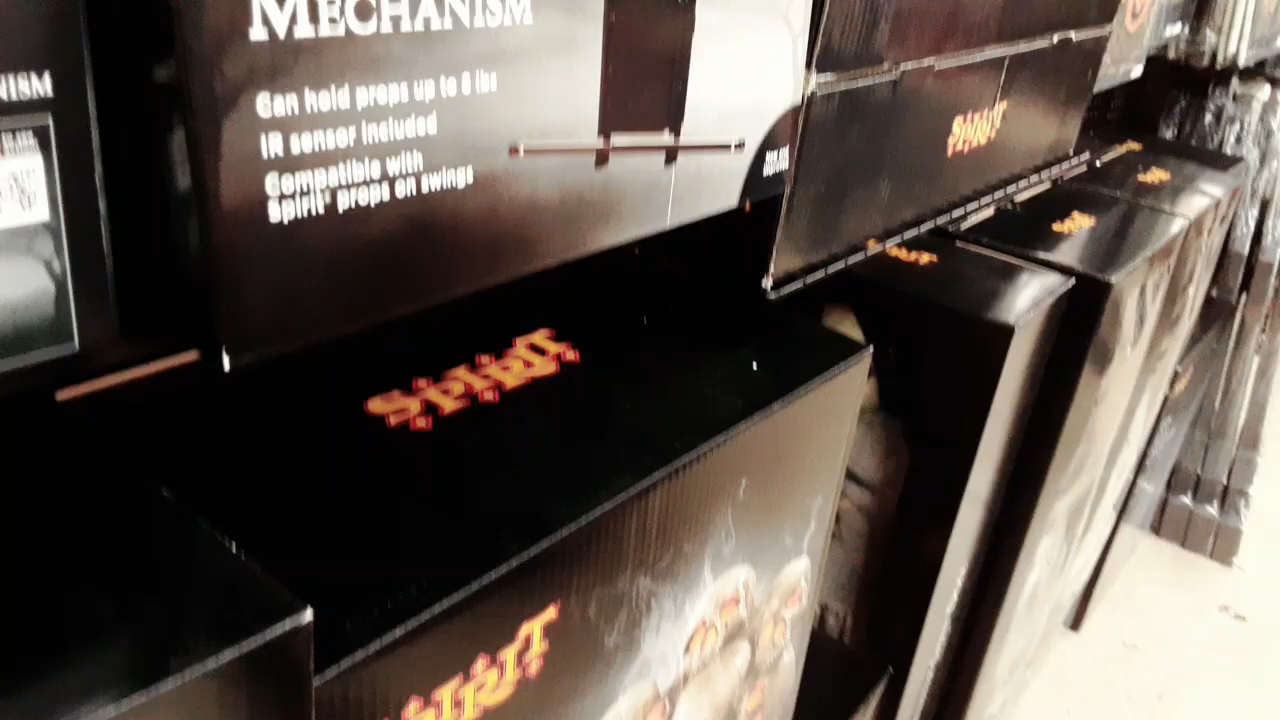 MECHANISM
Can hold props up to 6 lbs
IR sensor included
Compatible with
Spirit® props on swings
SPIRIT
SPIRIT
SPIRIT
SPIRIT